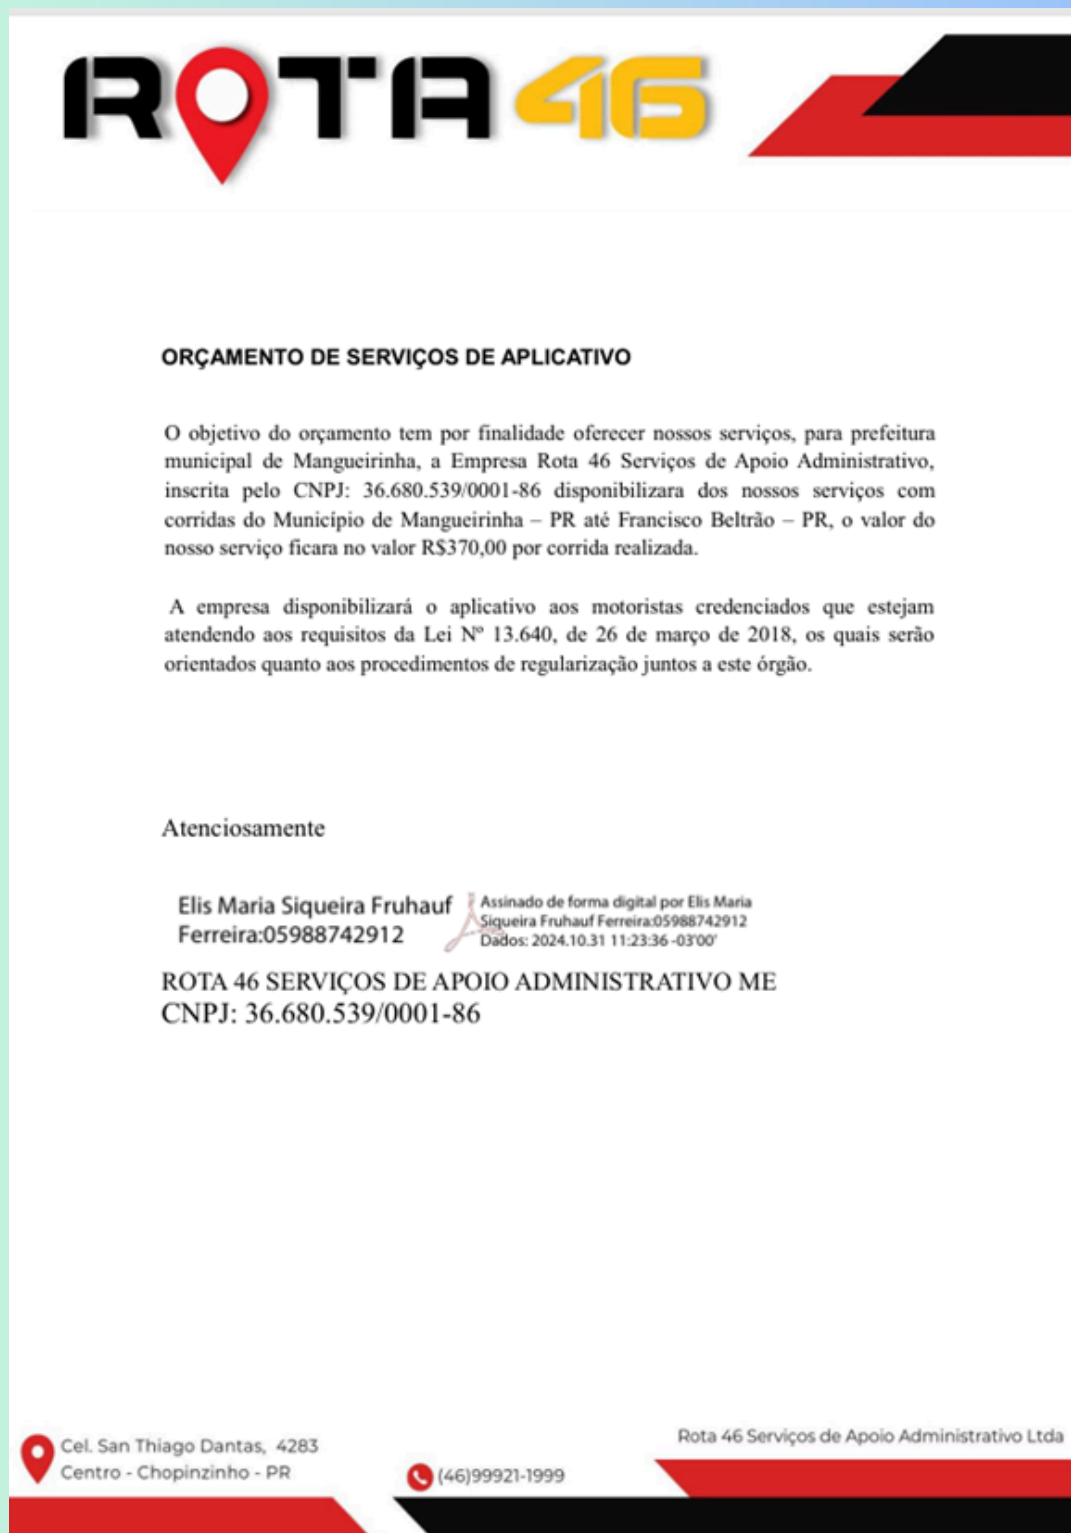 ROTA 46
ORÇAMENTO DE SERVIÇOS DE APLICATIVO
O objetivo do orçamento tem por finalidade oferecer nossos serviços, para prefeitura
municipal de Mangueirinha, a Empresa Rota 46 Serviços de Apoio Administrativo,
inscrita pelo CNPJ: 36.680.539/0001-86 disponibilizara dos nossos serviços com
corridas do Município de Mangueirinha – PR até Francisco Beltrão – PR, o valor do
nosso serviço ficara no valor R$370,00 por corrida realizada.
A empresa disponibilizará o aplicativo aos motoristas credenciados que estejam
atendendo aos requisitos da Lei Nº 13.640, de 26 de março de 2018, os quais serão
orientados quanto aos procedimentos de regularização juntos a este órgão.
Atenciosamente
Elis Maria Siqueira Fruhauf
Ferreira:05988742912
Assinado de forma digital por Elis Maria
Siqueira Fruhauf Ferreira:05988742912
Dados: 2024.10.31 11:23:36 -03'00'
ROTA 46 SERVIÇOS DE APOIO ADMINISTRATIVO ME
CNPJ: 36.680.539/0001-86
Cel. San Thiago Dantas, 4283
Centro - Chopinzinho - PR
(46)99921-1999
Rota 46 Serviços de Apoio Administrativo Ltda